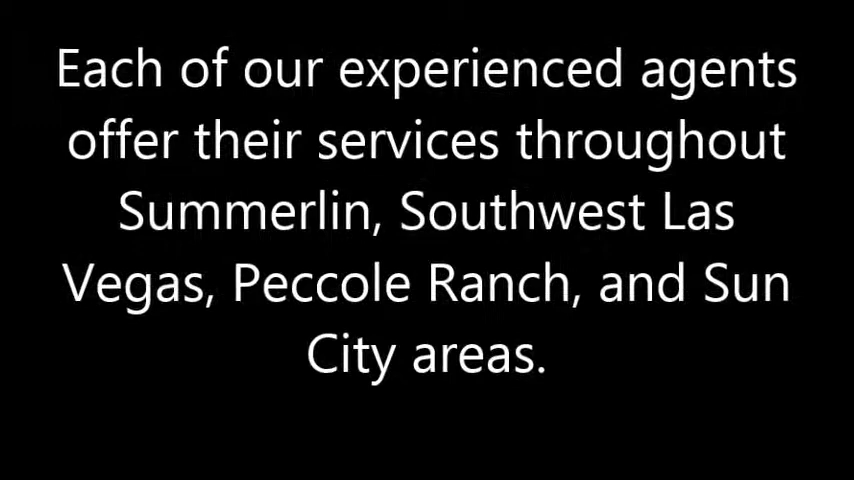 Each of our experienced agents
offer their services throughout
Summerlin, Southwest Las
Vegas, Peccole Ranch, and Sun
City areas.